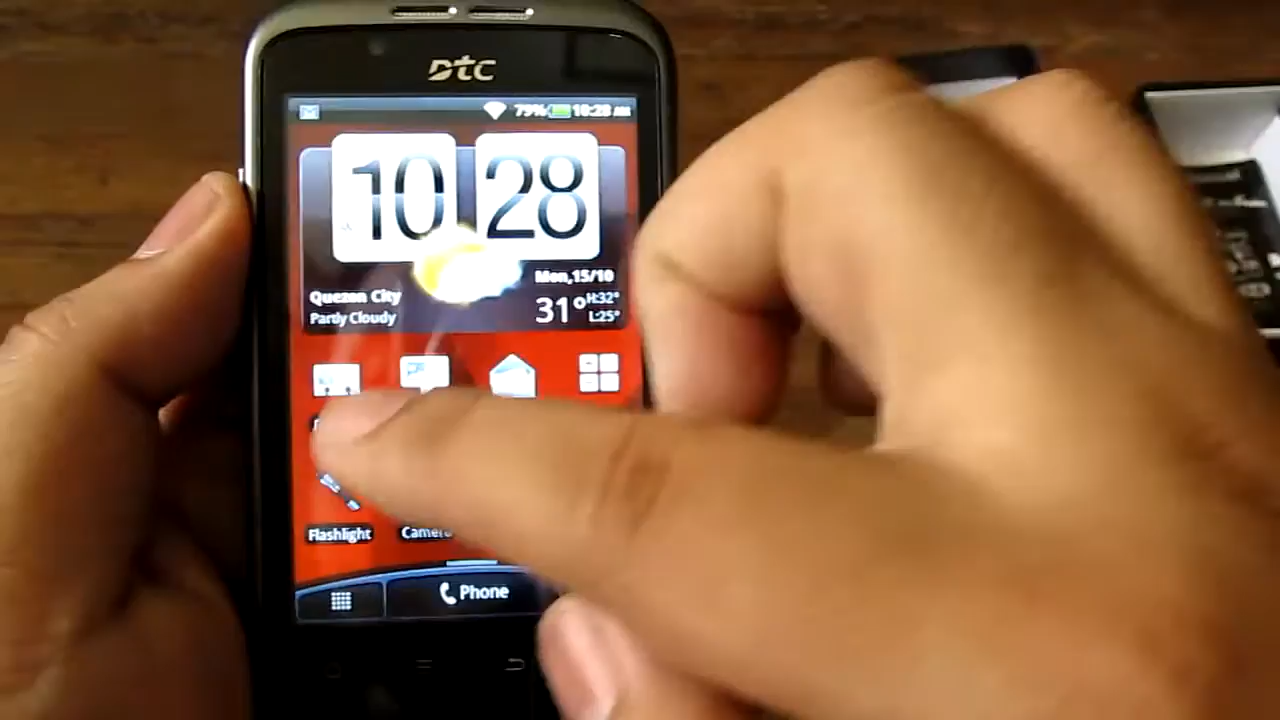 DTC
79% 10:28 AM
10 28
Mon,15/10
Quezon City
Partly Cloudy
31° H:32°
L:25°
Flashlight
Camera
Phone